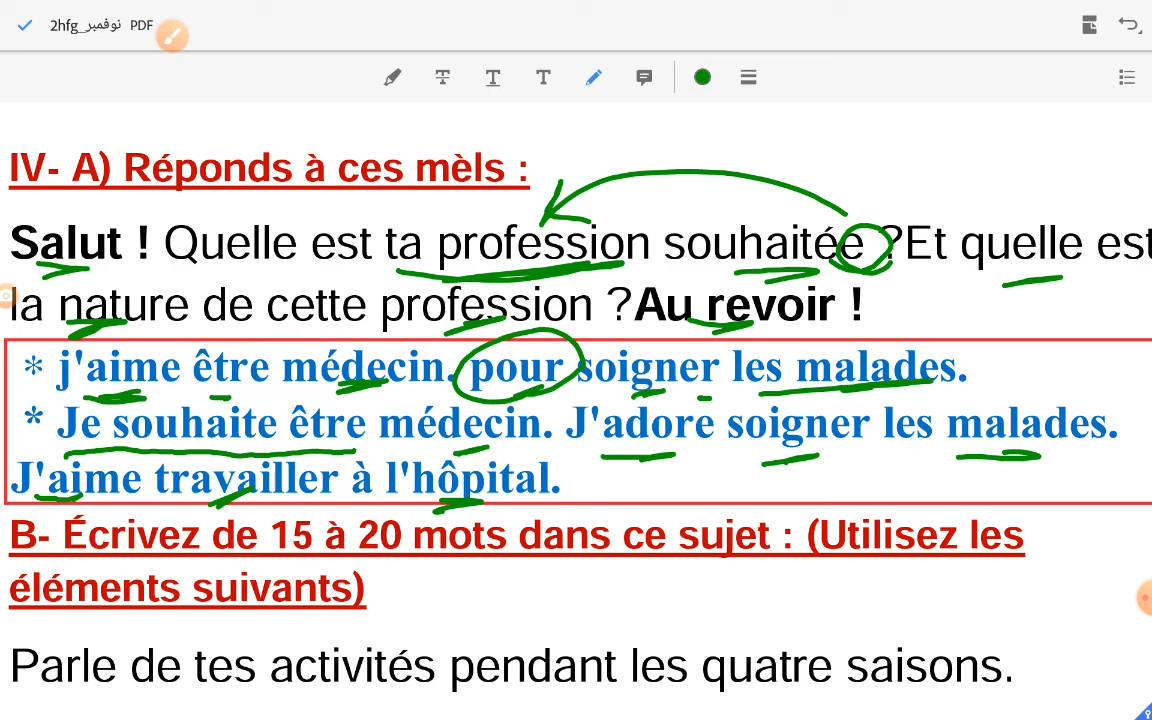 2hfg_نوفمبر PDF
IV- A) Réponds à ces mèls :
Salut ! Quelle est ta profession souhaitée ?Et quelle est
la nature de cette profession ?Au revoir !
* j'aime être médecin. pour soigner les malades.
* Je souhaite être médecin. J'adore soigner les malades.
J'aime travailler à l'hôpital.
B- Écrivez de 15 à 20 mots dans ce sujet : (Utilisez les
éléments suivants)
Parle de tes activités pendant les quatre saisons.